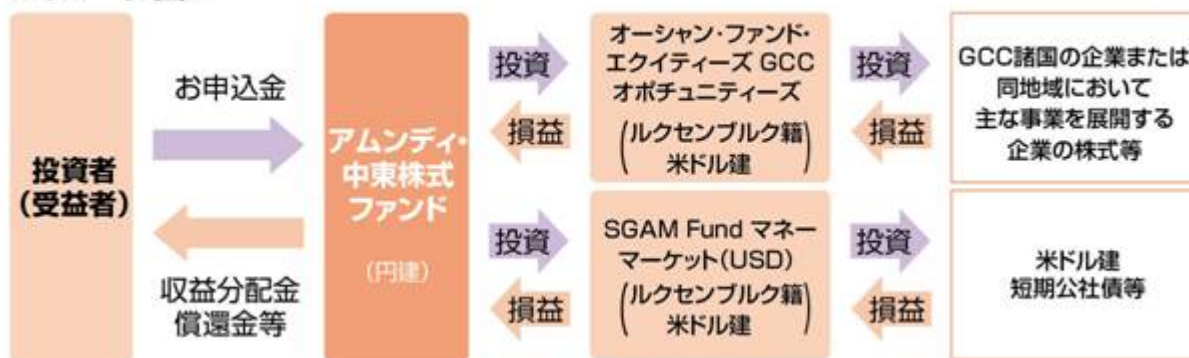 投資者
(受益者)
お申込金
収益分配金
償還金等
アムンディ・
中東株式
ファンド
(円建)
投資
損益
オーシャン・ファンド・
エクイティーズ GCC
オポチュニティーズ
(ルクセンブルク籍
米ドル建)
投資
損益
GCC諸国の企業または
同地域において
主な事業を展開する
企業の株式等
投資
損益
SGAM Fund マネー
マーケット(USD)
(ルクセンブルク籍
米ドル建)
投資
損益
米ドル建
短期公社債等